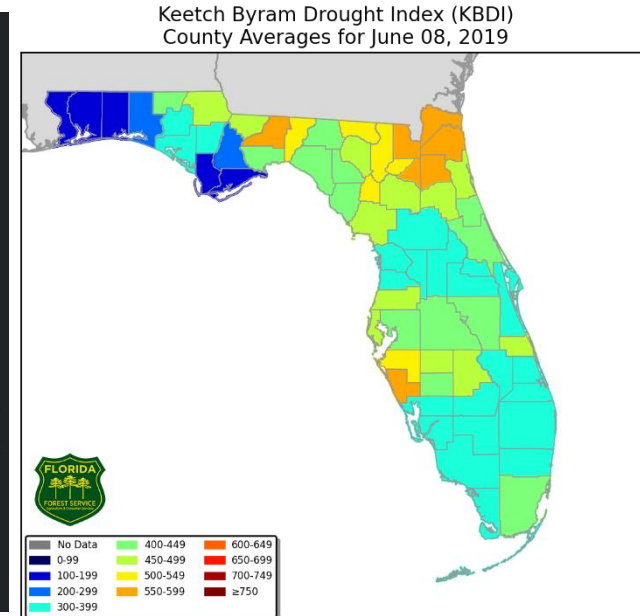 Keetch Byram Drought Index (KBDI)
County Averages for June 08, 2019
FLORIDA
FOREST SERVICE
No Data
0-99
100-199
200-299
300-399
400-449
450-499
500-549
550-599
600-649
650-699
700-749
≥750